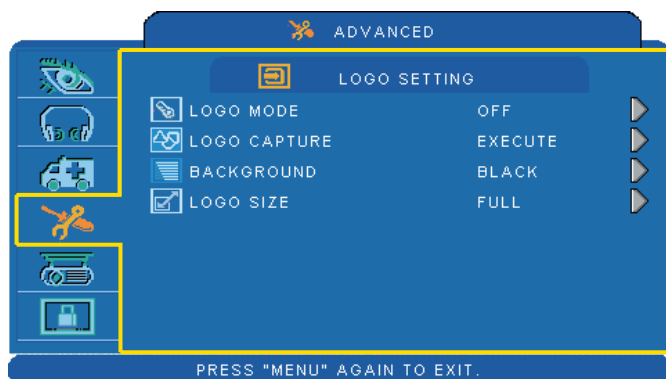 ADVANCED
LOGO SETTING
LOGO MODE OFF
LOGO CAPTURE EXECUTE
BACKGROUND BLACK
LOGO SIZE FULL
PRESS "MENU" AGAIN TO EXIT.